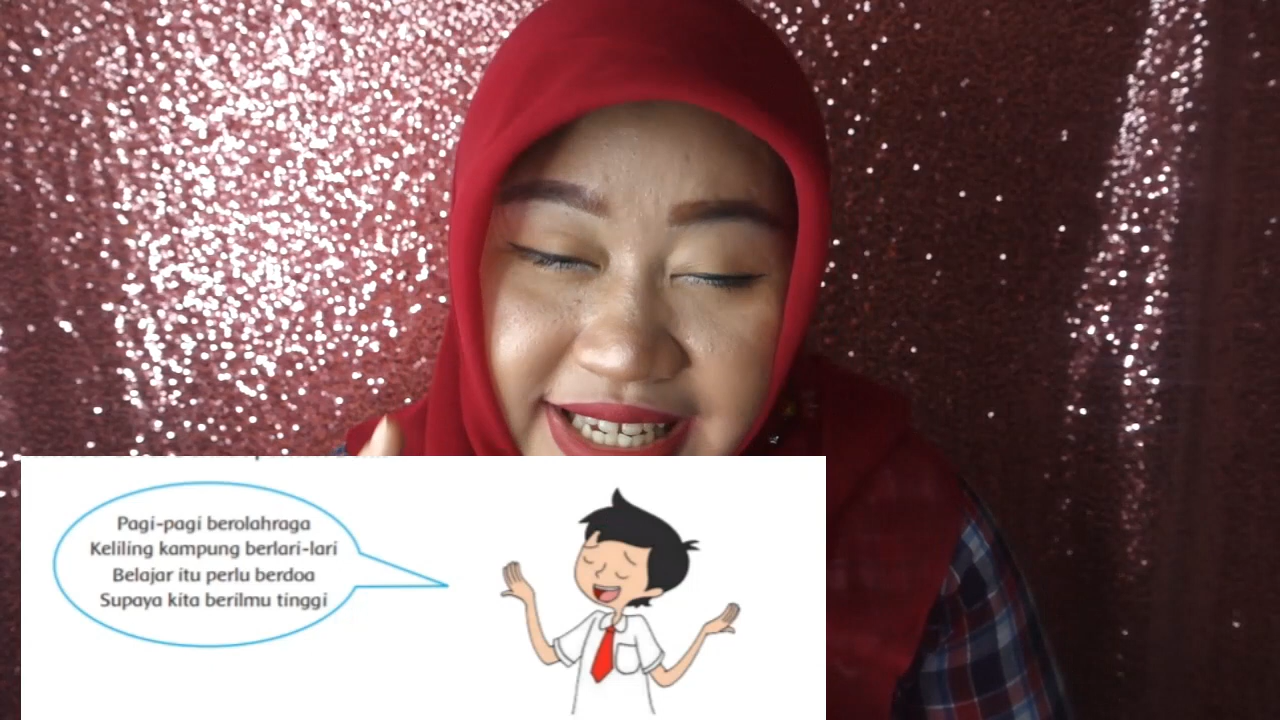 Pagi-pagi berolahraga
Keliling kampung berlari-lari
Belajar itu perlu berdoa
Supaya kita berilmu tinggi